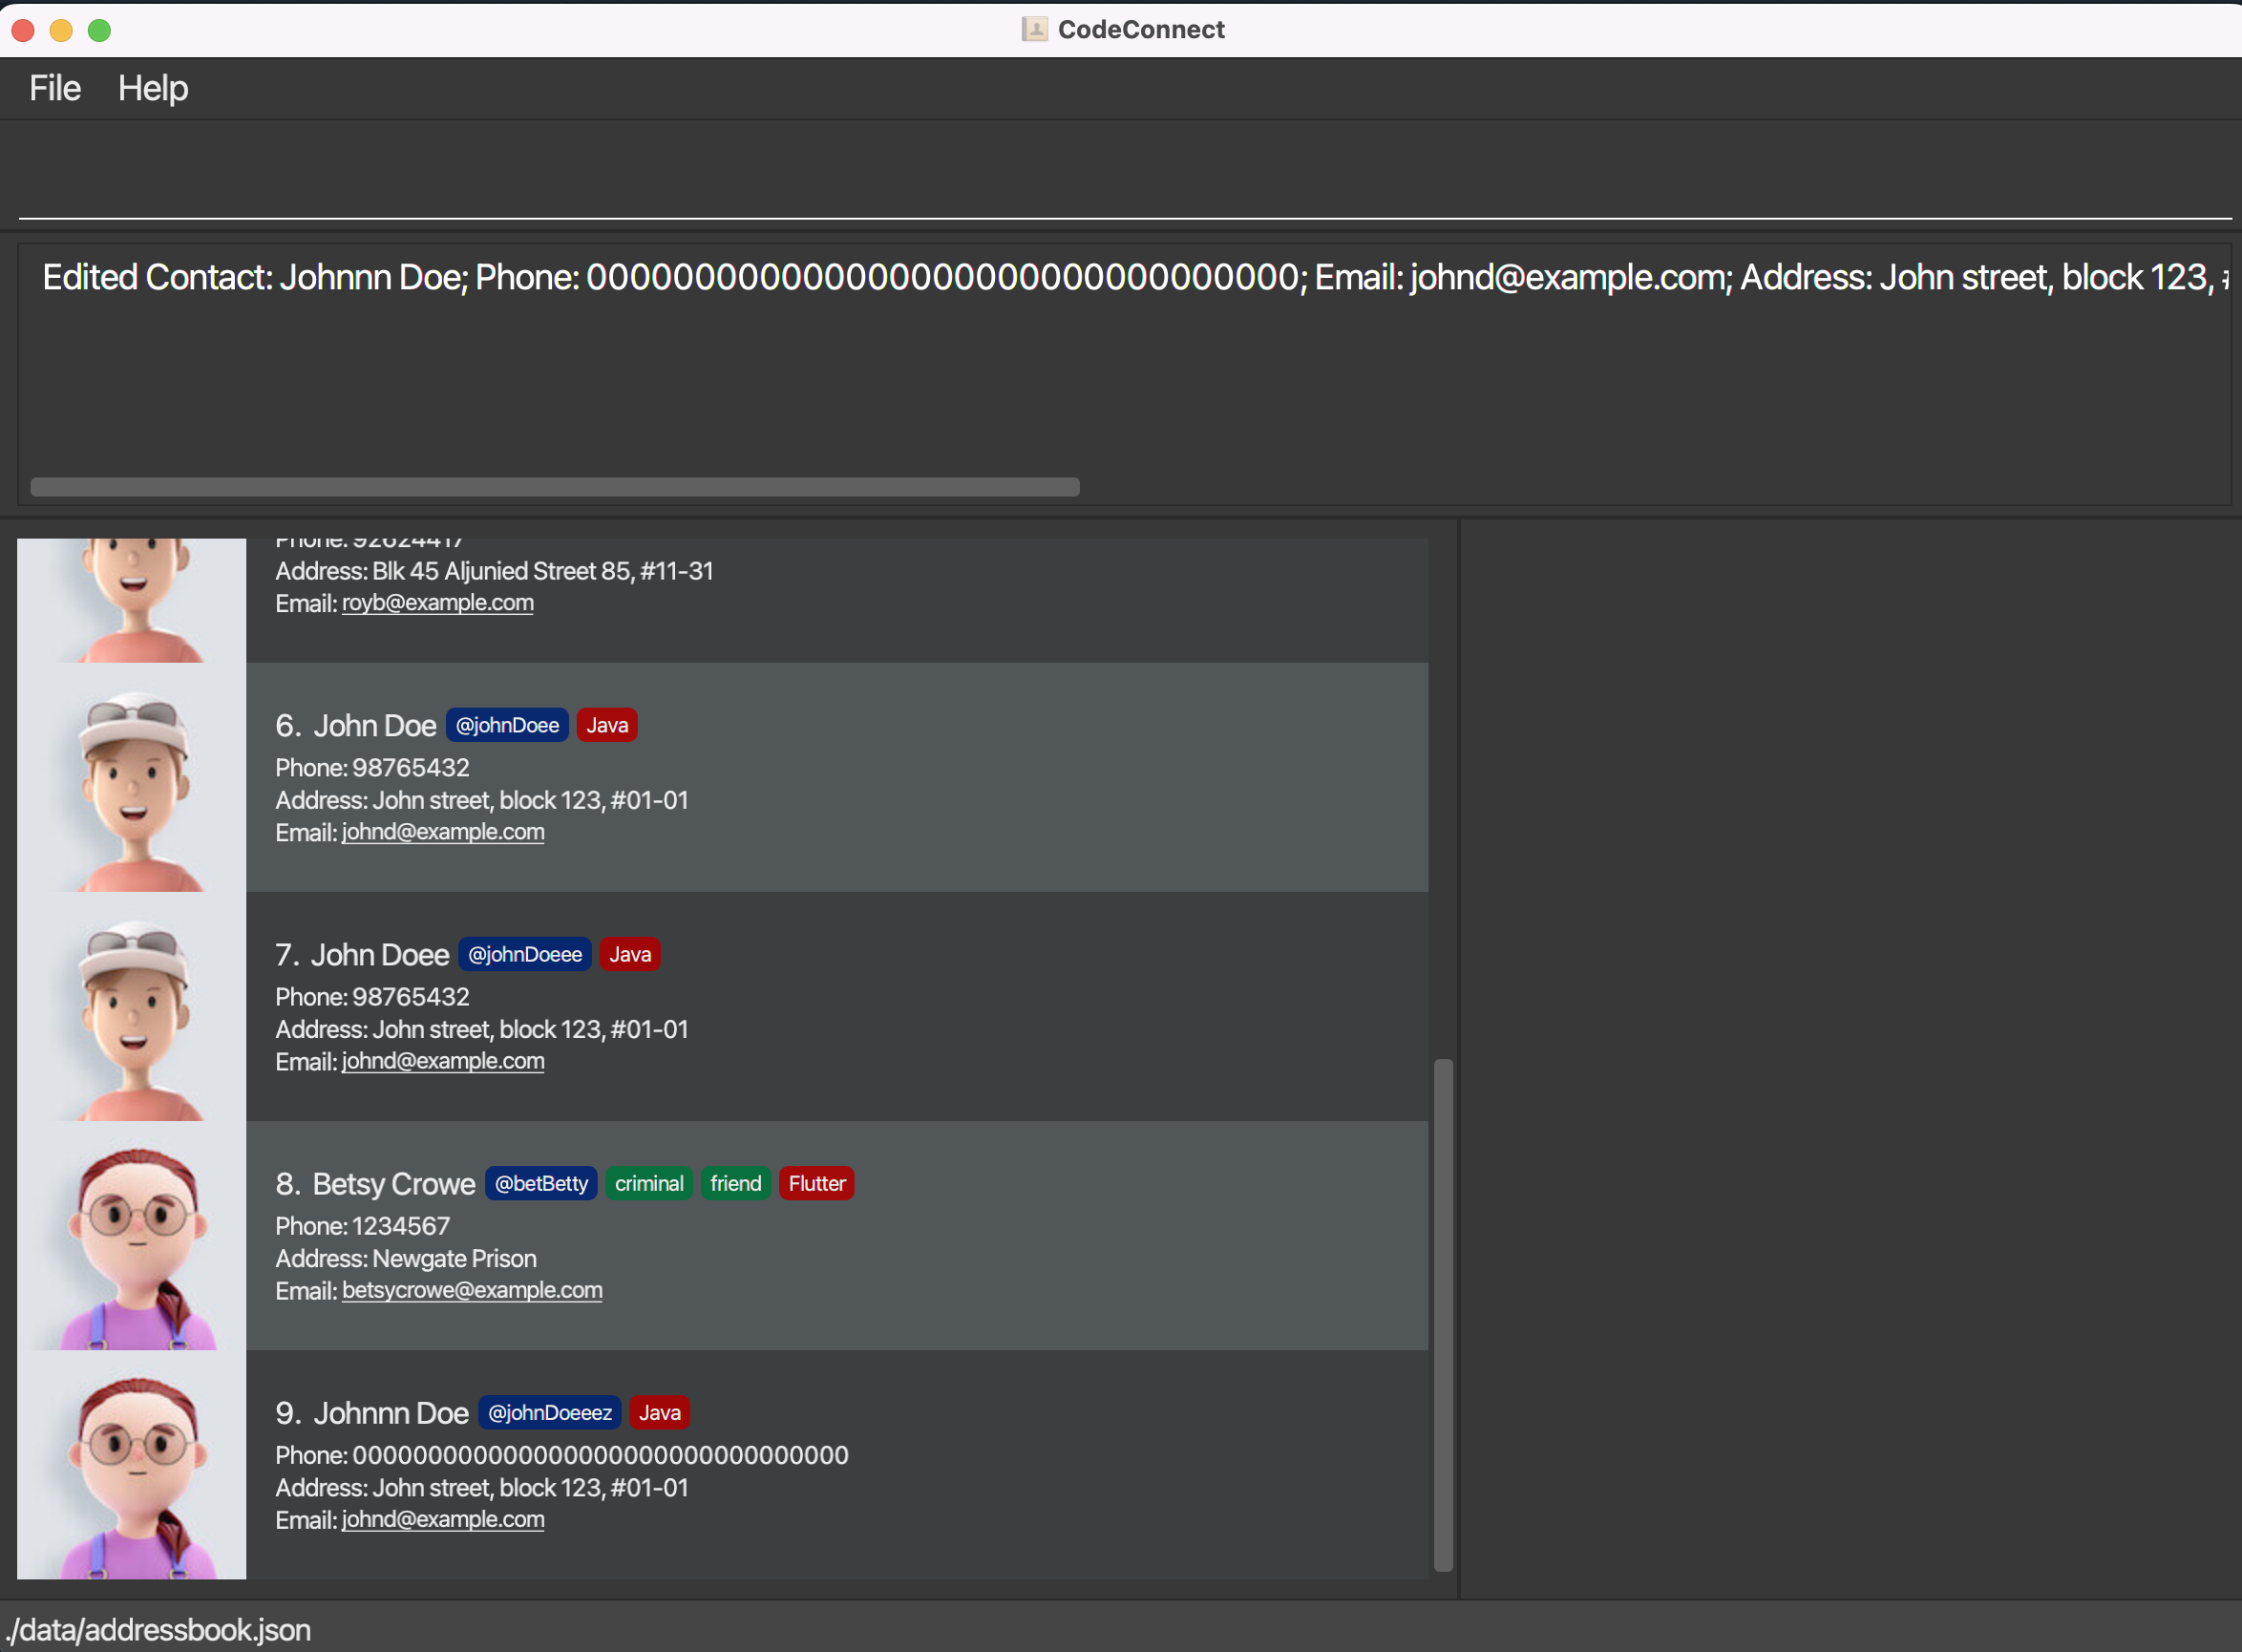 CodeConnect
File Help
Edited Contact: Johnnn Doe; Phone: 000000000000000000000000000000000; Email: johnd@example.com; Address: John street, block 123, #
Phone: 92624417
Address: Blk 45 Aljunied Street 85, #11-31
Email: royb@example.com
6. John Doe @johnDoee Java
Phone: 98765432
Address: John street, block 123, #01-01
Email: johnd@example.com
7. John Doee @johnDoeee Java
Phone: 98765432
Address: John street, block 123, #01-01
Email: johnd@example.com
8. Betsy Crowe @betBetty criminal friend Flutter
Phone: 1234567
Address: Newgate Prison
Email: betsycrowe@example.com
9. Johnnn Doe @johnDoeeez Java
Phone: 000000000000000000000000000000000
Address: John street, block 123, #01-01
Email: johnd@example.com
./data/addressbook.json